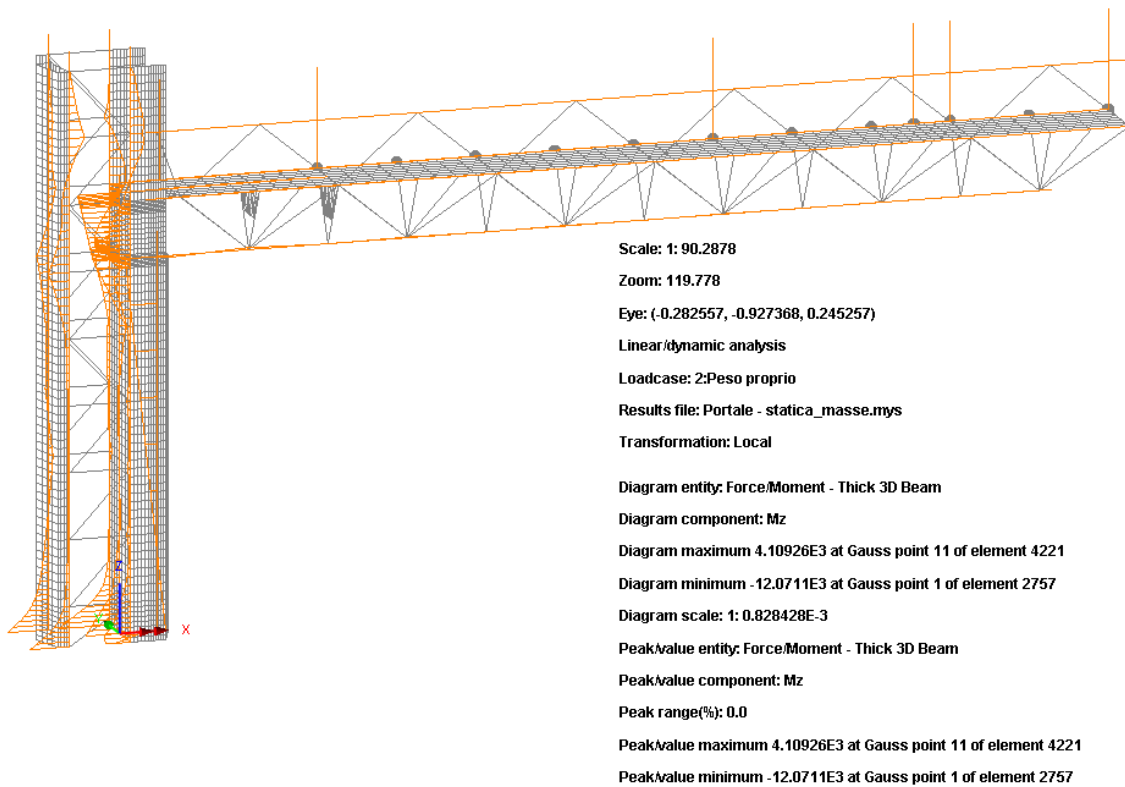 Scale: 1: 90.2878
Zoom: 119.778
Eye: (-0.282557, -0.927368, 0.245257)
Linear/dynamic analysis
Loadcase: 2:Peso proprio
Results file: Portale - statica_masse.mys
Transformation: Local
Diagram entity: Force/Moment - Thick 3D Beam
Diagram component: Mz
Diagram maximum 4.10926E3 at Gauss point 11 of element 4221
Diagram minimum -12.0711E3 at Gauss point 1 of element 2757
Diagram scale: 1: 0.828428E-3
Peak/value entity: Force/Moment - Thick 3D Beam
Peak/value component: Mz
Peak range(%): 0.0
Peak/value maximum 4.10926E3 at Gauss point 11 of element 4221
Peak/value minimum -12.0711E3 at Gauss point 1 of element 2757
Z
Y
X